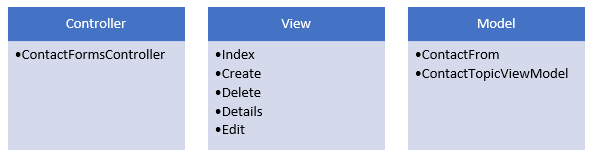 Controller
•ContactFormsController
View
•Index
•Create
•Delete
•Details
•Edit
Model
•ContactFrom
•ContactTopicViewModel